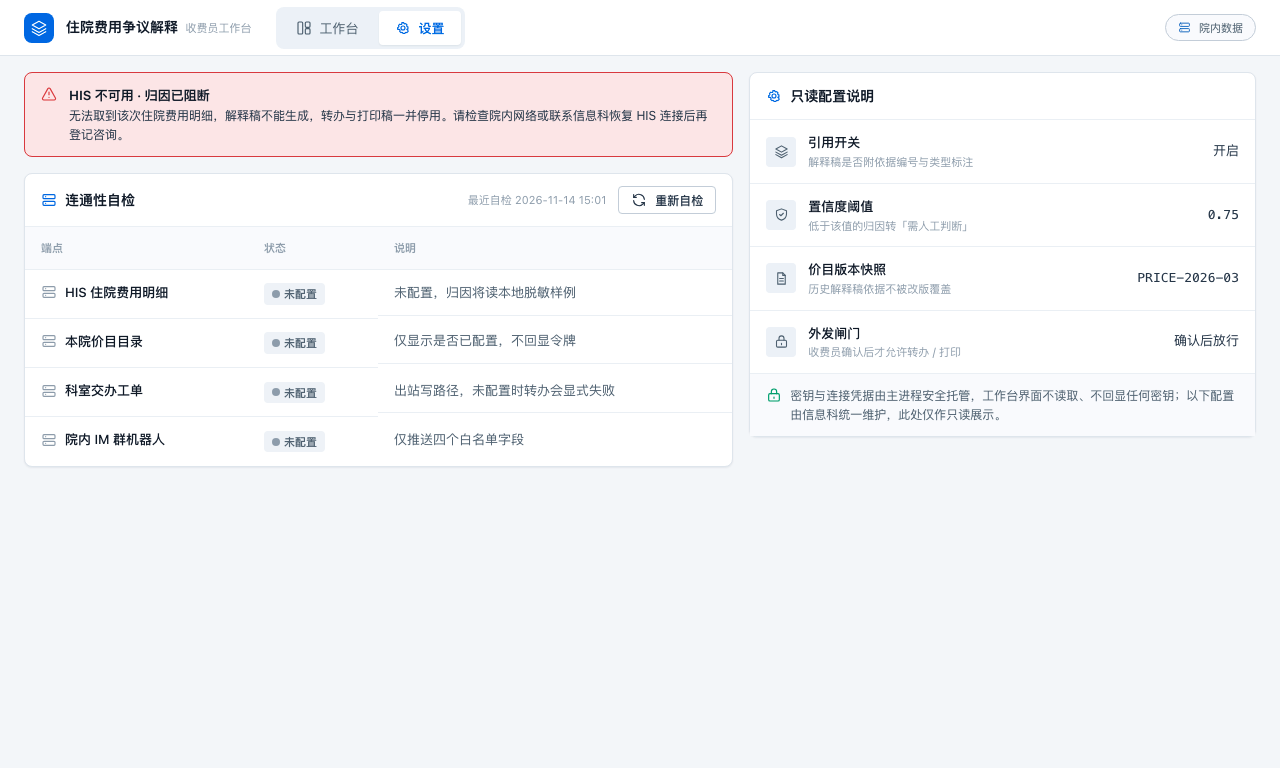 住院费用争议解释 收费员工作台 工作台 设置 院内数据
HIS 不可用 · 归因已阻断
无法取到该次住院费用明细，解释稿不能生成，转办与打印稿一并停用。请检查院内网络或联系信息科恢复 HIS 连接后再
登记咨询。
连通性自检 最近自检 2026-11-14 15:01 重新自检
端点 状态 说明
HIS 住院费用明细 未配置 未配置，归因将读本地脱敏样例
本院价目目录 未配置 仅显示是否已配置，不回显令牌
科室交办工单 未配置 出站写路径，未配置时转办会显式失败
院内 IM 群机器人 未配置 仅推送四个白名单字段
只读配置说明
引用开关 开启
解释稿是否附依据编号与类型标注
置信度阈值 0.75
低于该值的归因转「需人工判断」
价目版本快照 PRICE-2026-03
历史解释稿依据不被改版覆盖
外发闸门 确认后放行
收费员确认后才允许转办 / 打印
密钥与连接凭据由主进程安全托管，工作台界面不读取、不回显任何密钥；以下配置
由信息科统一维护，此处仅作只读展示。